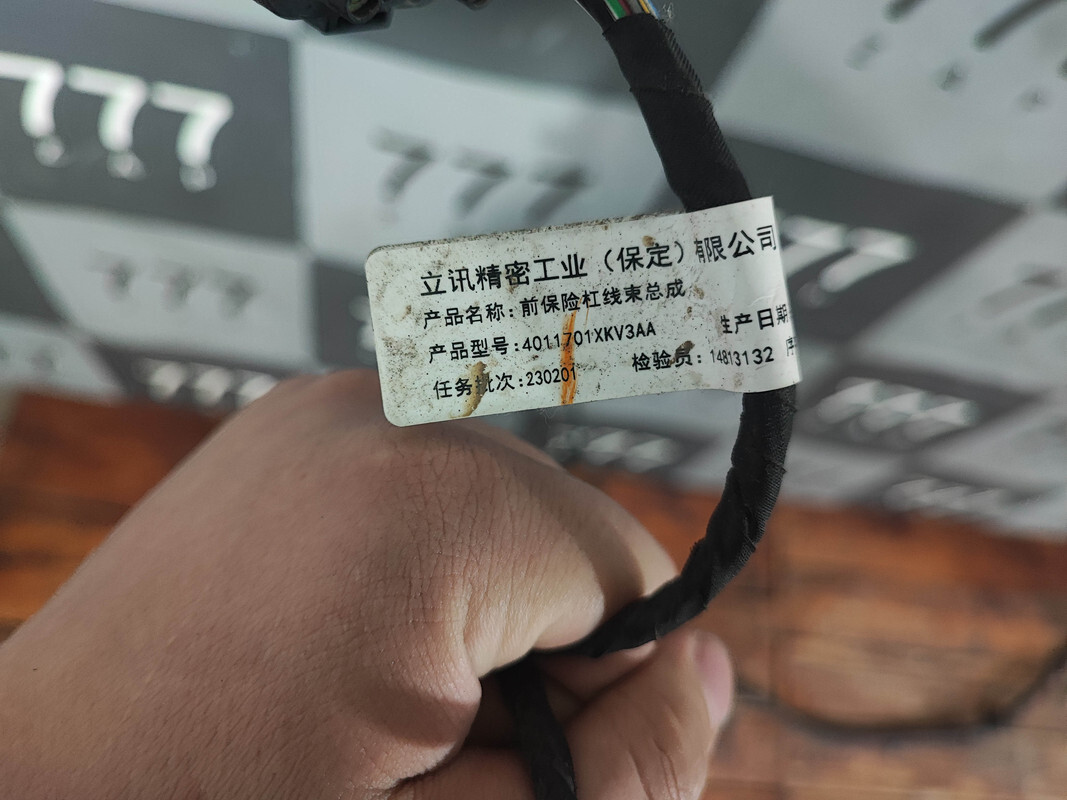 立讯精密工业（保定）有限公司
产品名称：前保险杠线束总成
产品型号：4011701XKV3AA
生产日期
任务批次：230201
检验员：14813132
777
777
77